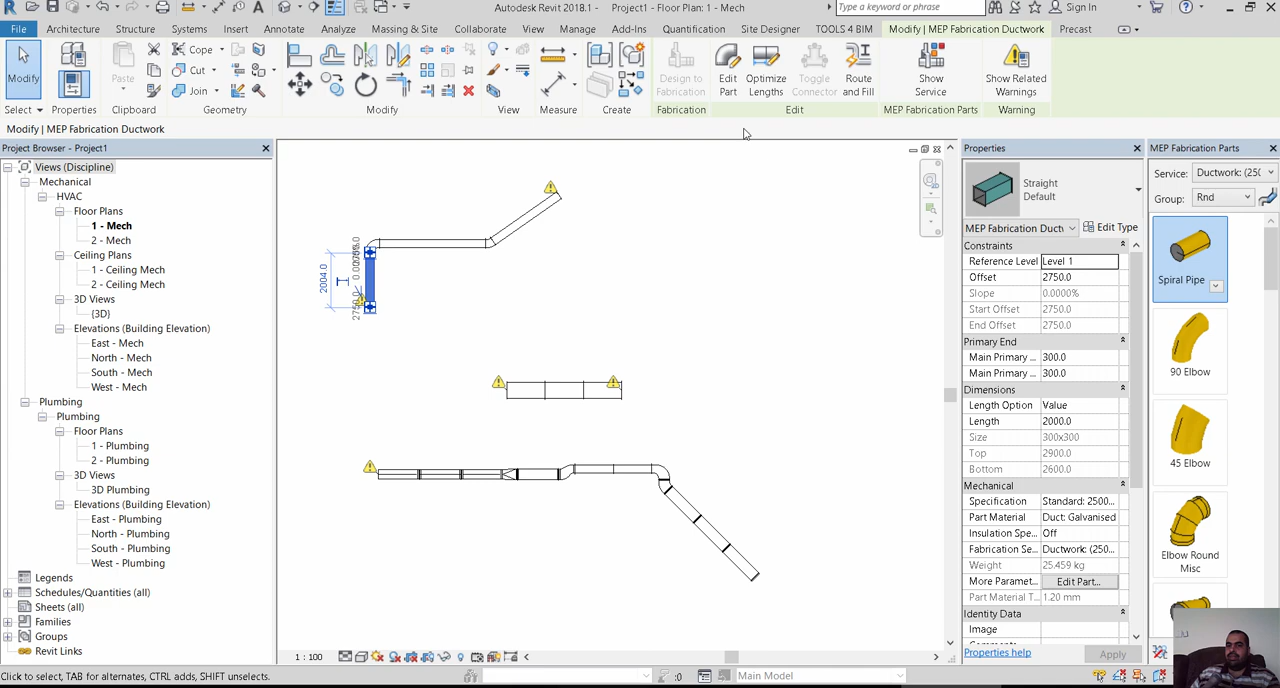 Autodesk Revit 2018.1 - Project1 - Floor Plan: 1 - Mech
Type a keyword or phrase
Sign In
File
Architecture
Structure
Systems
Insert
Annotate
Analyze
Massing & Site
Collaborate
View
Manage
Add-Ins
Quantification
Site Designer
TOOLS 4 BIM
Modify | MEP Fabrication Ductwork
Precast
Modify
Properties
Paste
Cope
Cut
Join
Design to Fabrication
Edit Part
Optimize Lengths
Toggle Connector
Route and Fill
Show Service
Show Related Warnings
Select
Properties
Clipboard
Geometry
Modify
View
Measure
Create
Fabrication
Edit
MEP Fabrication Parts
Warning
Modify | MEP Fabrication Ductwork
Project Browser - Project1
Views (Discipline)
Mechanical
HVAC
Floor Plans
1 - Mech
2 - Mech
Ceiling Plans
1 - Ceiling Mech
2 - Ceiling Mech
3D Views
{3D}
Elevations (Building Elevation)
East - Mech
North - Mech
South - Mech
West - Mech
Plumbing
Plumbing
Floor Plans
1 - Plumbing
2 - Plumbing
3D Views
3D Plumbing
Elevations (Building Elevation)
East - Plumbing
North - Plumbing
South - Plumbing
West - Plumbing
Legends
Schedules/Quantities (all)
Sheets (all)
Families
Groups
Revit Links
2004.0
Properties
Straight
Default
MEP Fabrication Duct
Edit Type
Constraints
Reference Level Level 1
Offset 2750.0
Slope 0.0000%
Start Offset 2750.0
End Offset 2750.0
Primary End
Main Primary ... 300.0
Main Primary ... 300.0
Dimensions
Length Option Value
Length 2000.0
Size 300x300
Top 2900.0
Bottom 2600.0
Mechanical
Specification Standard: 2500...
Part Material Duct: Galvanised
Insulation Spe... Off
Fabrication Se... Ductwork: (250...
Weight 25.459 kg
More Paramet... Edit Part...
Part Material T... 1.20 mm
Identity Data
Image
Properties help
Apply
MEP Fabrication Parts
Service: Ductwork: (25(
Group: Rnd
Spiral Pipe
90 Elbow
45 Elbow
Elbow Round Misc
1 : 100
Click to select, TAB for alternates, CTRL adds, SHIFT unselects.
:0
Main Model